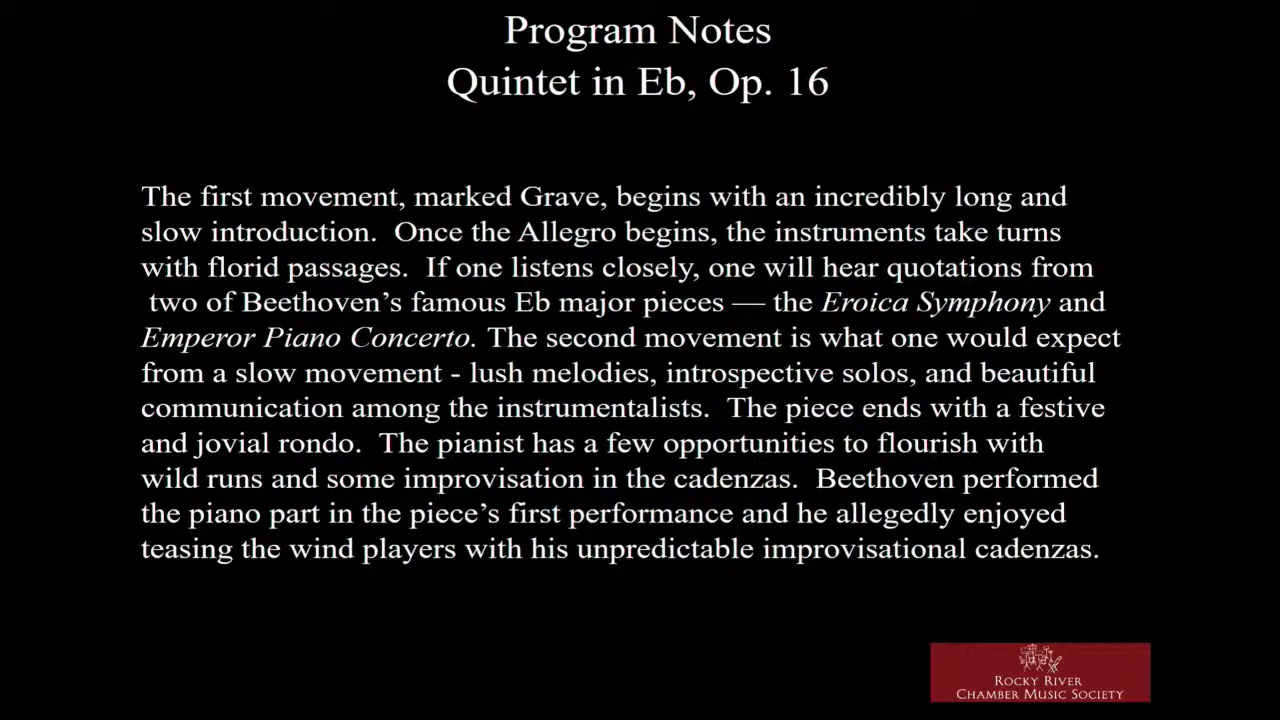 Program Notes
Quintet in Eb, Op. 16
The first movement, marked Grave, begins with an incredibly long and
slow introduction.  Once the Allegro begins, the instruments take turns
with florid passages.  If one listens closely, one will hear quotations from
two of Beethoven’s famous Eb major pieces — the Eroica Symphony and
Emperor Piano Concerto. The second movement is what one would expect
from a slow movement - lush melodies, introspective solos, and beautiful
communication among the instrumentalists.  The piece ends with a festive
and jovial rondo.  The pianist has a few opportunities to flourish with
wild runs and some improvisation in the cadenzas.  Beethoven performed
the piano part in the piece’s first performance and he allegedly enjoyed
teasing the wind players with his unpredictable improvisational cadenzas.
ROCKY RIVER
CHAMBER MUSIC SOCIETY